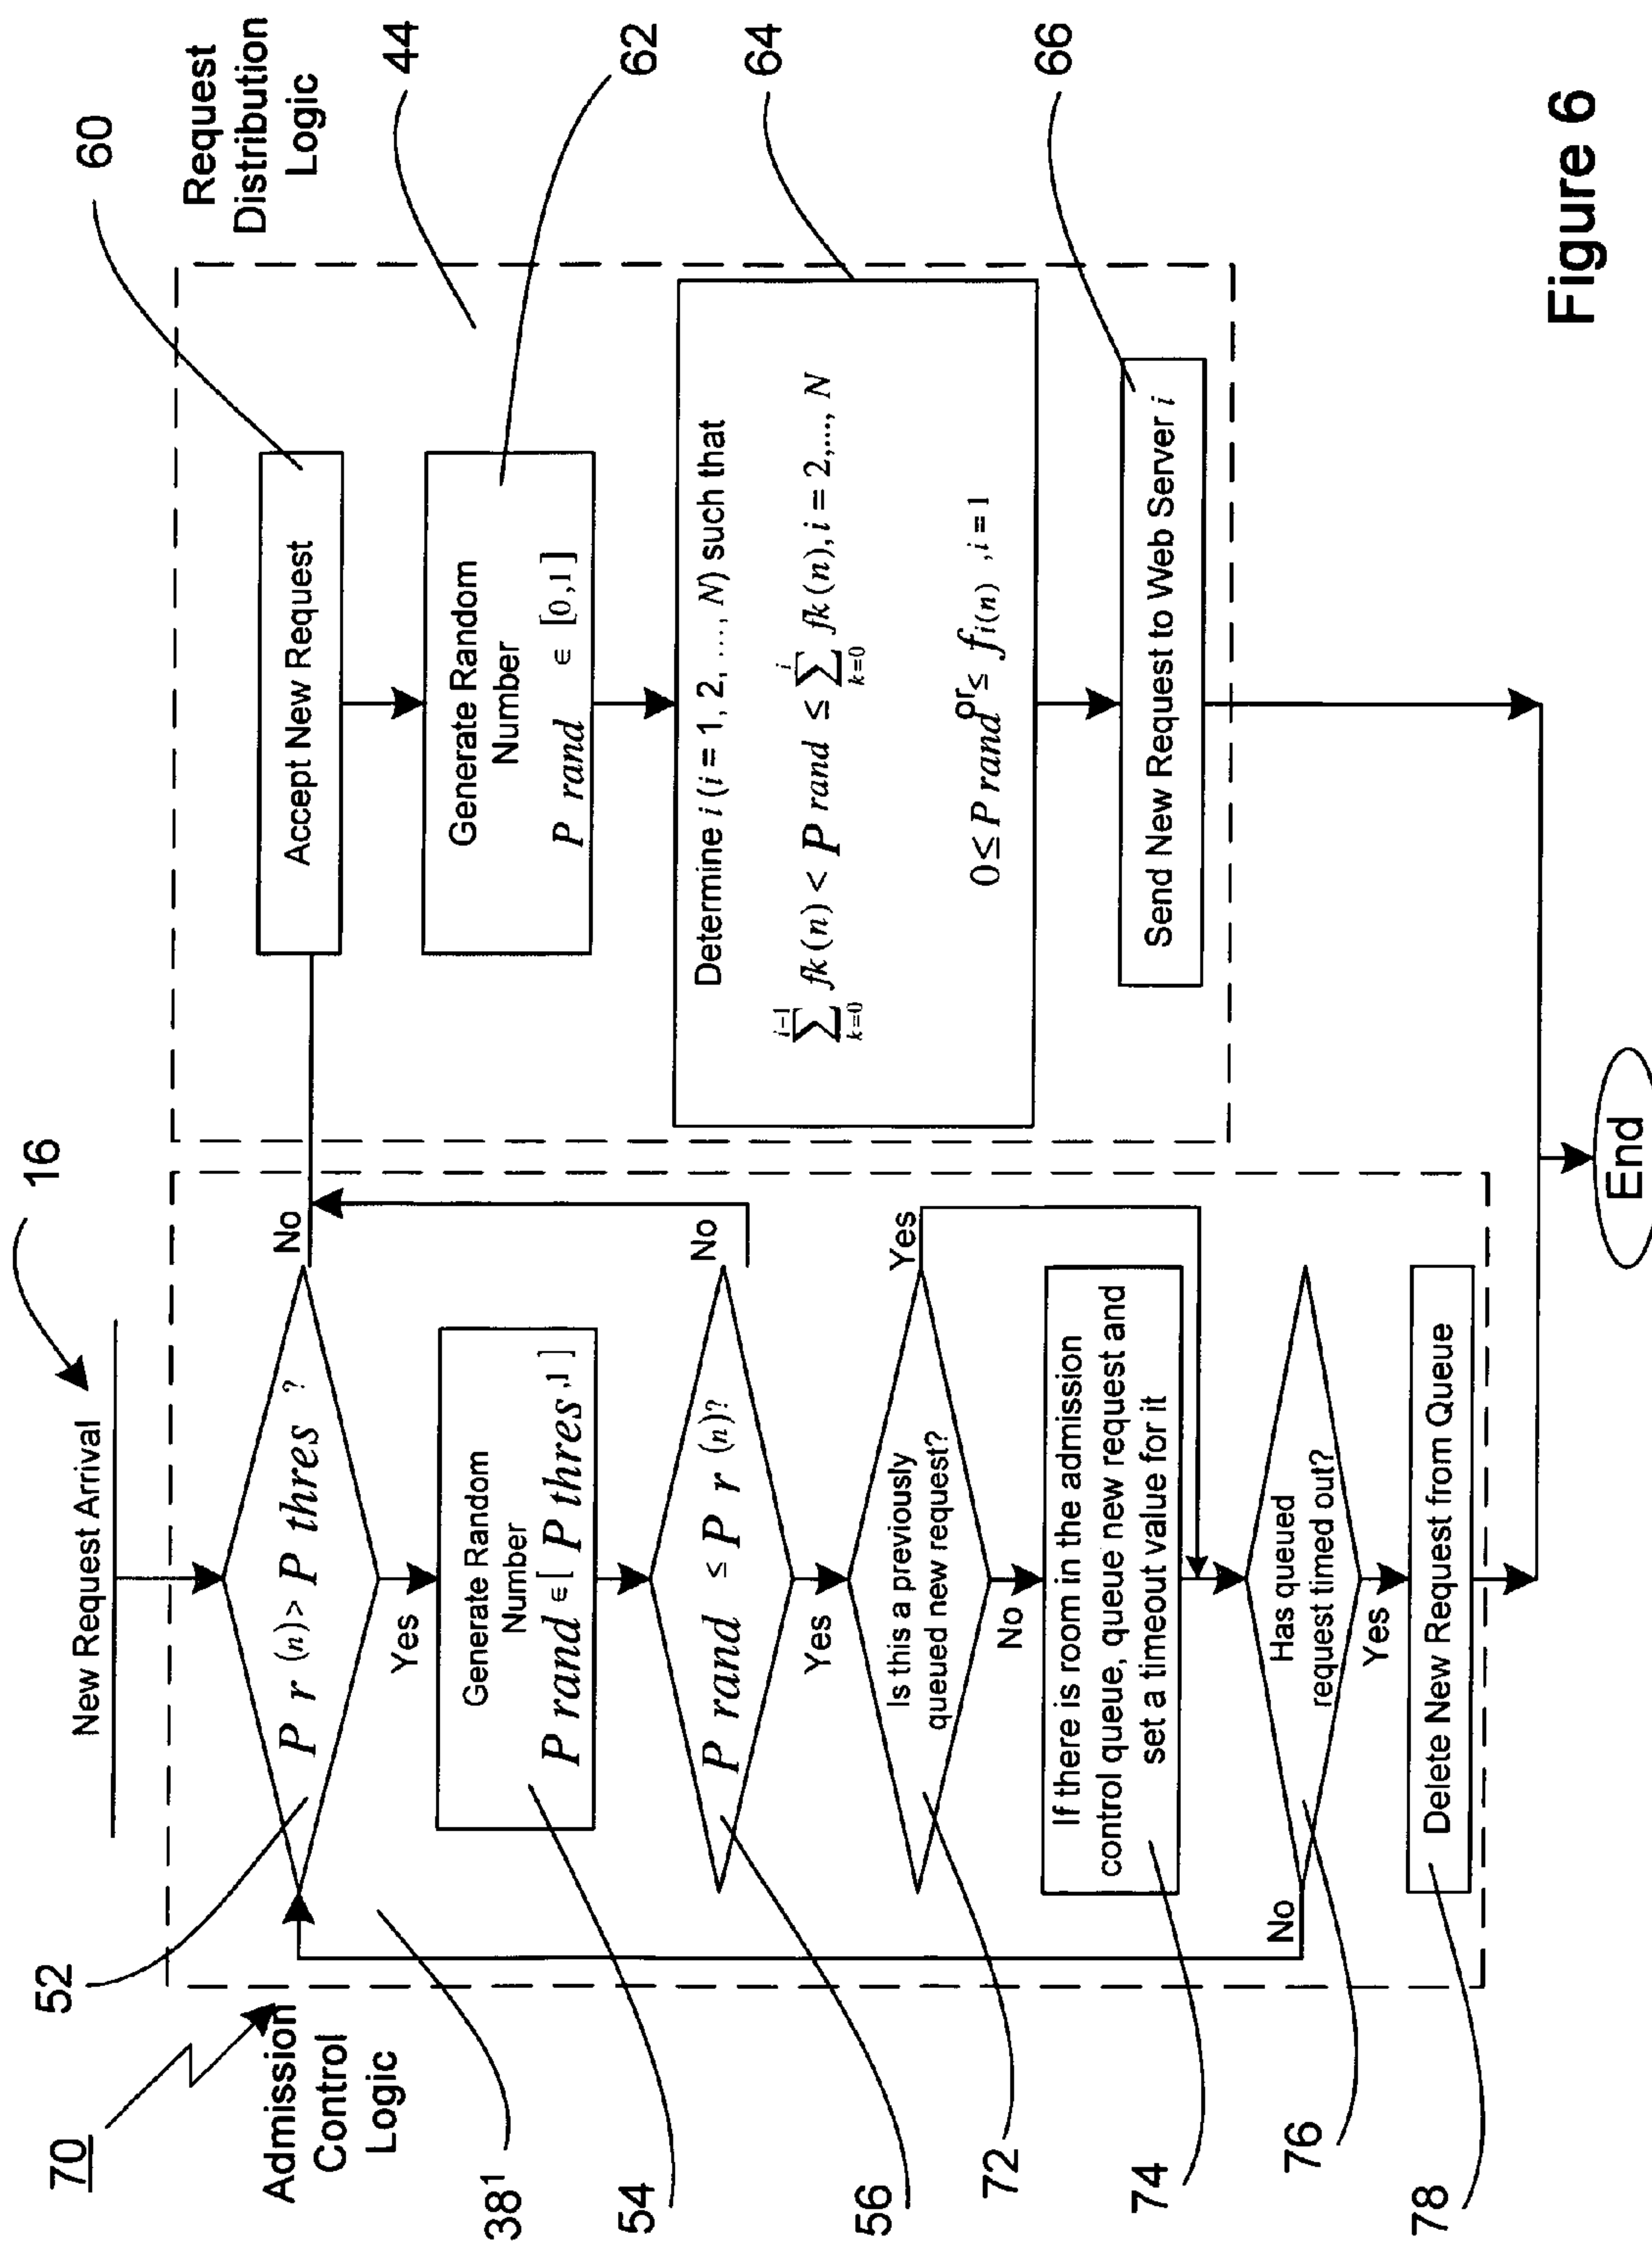 New Request Arrival
16
52
P r (n) > P thres ?
No
Yes
70
Admission
Control
Logic
38¹
Generate Random
Number
P rand ∈ [ P thres ,1 ]
54
P rand ≤ P r (n)?
No
Yes
56
Is this a previously
queued new request?
Yes
No
72
If there is room in the admission
control queue, queue new request and
set a timeout value for it
74
Has queued
request timed out?
No
Yes
76
Delete New Request from Queue
78
Request
Distribution
Logic
60
44
Accept New Request
62
Generate Random
Number
P rand ∈ [0,1]
64
Determine i (i = 1, 2, ..., N) such that
i−1 ∑ k=0 fk (n) < P rand ≤ i ∑ k=0 fk (n), i = 2,..., N
or
0 ≤ P rand ≤ f i(n) , i = 1
66
Send New Request to Web Server i
End
Figure 6